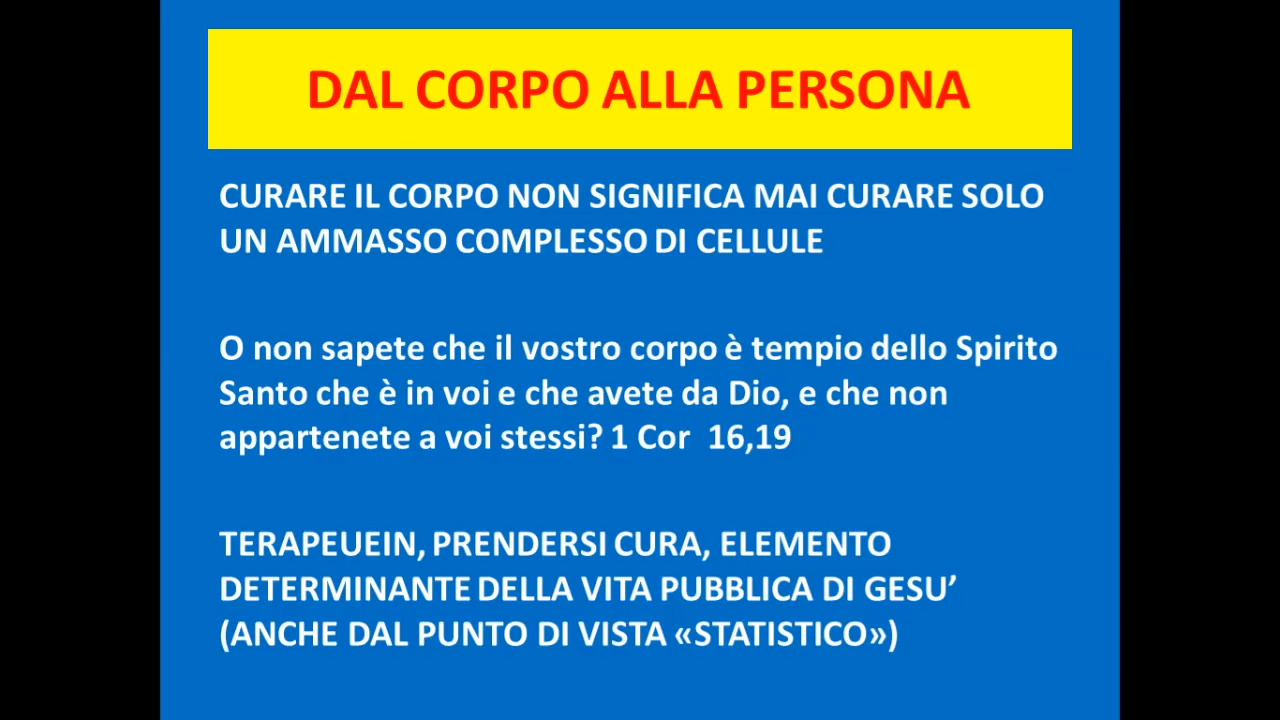 DAL CORPO ALLA PERSONA
CURARE IL CORPO NON SIGNIFICA MAI CURARE SOLO
UN AMMASSO COMPLESSO DI CELLULE
O non sapete che il vostro corpo è tempio dello Spirito
Santo che è in voi e che avete da Dio, e che non
appartenete a voi stessi? 1 Cor  16,19
TERAPEUEIN, PRENDERSI CURA, ELEMENTO
DETERMINANTE DELLA VITA PUBBLICA DI GESU’
(ANCHE DAL PUNTO DI VISTA «STATISTICO»)